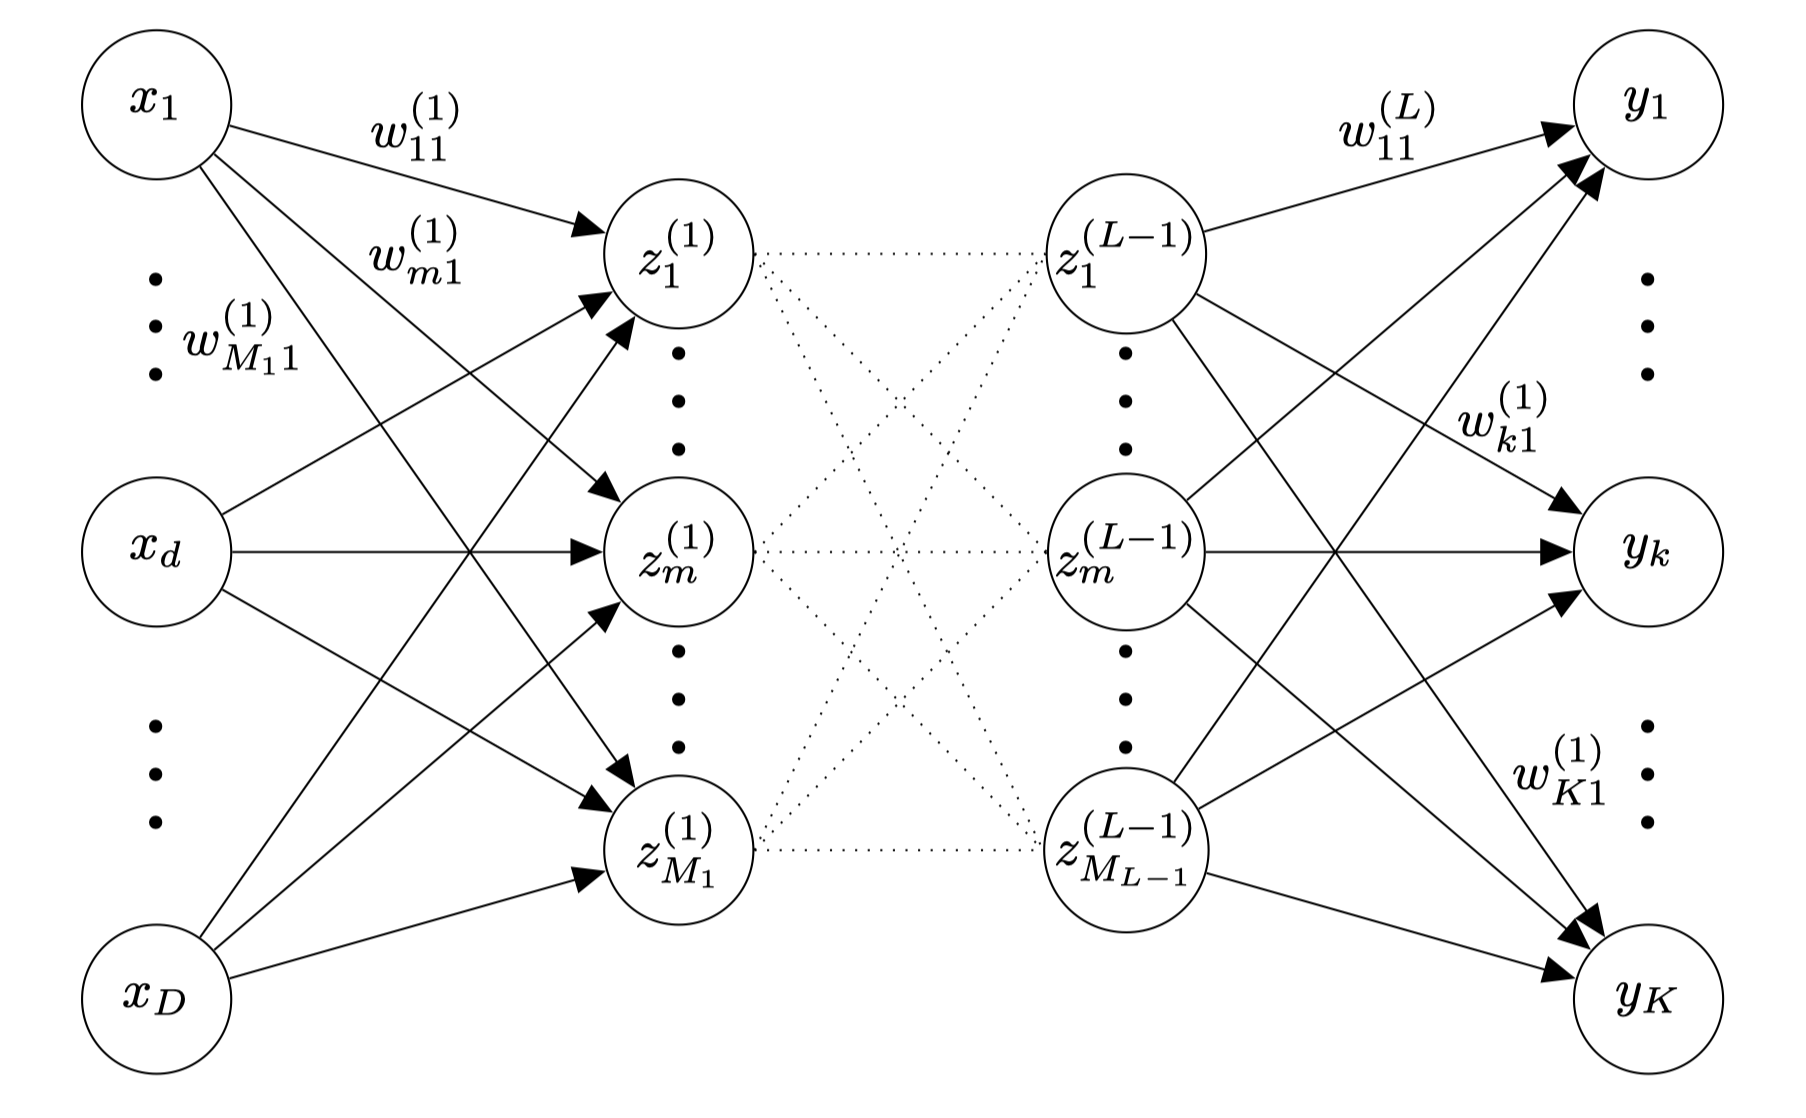 x_1
w_{11}^{(1)}
w_{m1}^{(1)}
w_{M_1 1}^{(1)}
x_d
x_D
z_1^{(1)}
z_m^{(1)}
z_{M_1}^{(1)}
z_1^{(L-1)}
z_m^{(L-1)}
z_{M_{L-1}}^{(L-1)}
w_{11}^{(L)}
w_{k1}^{(1)}
w_{K1}^{(1)}
y_1
y_k
y_K